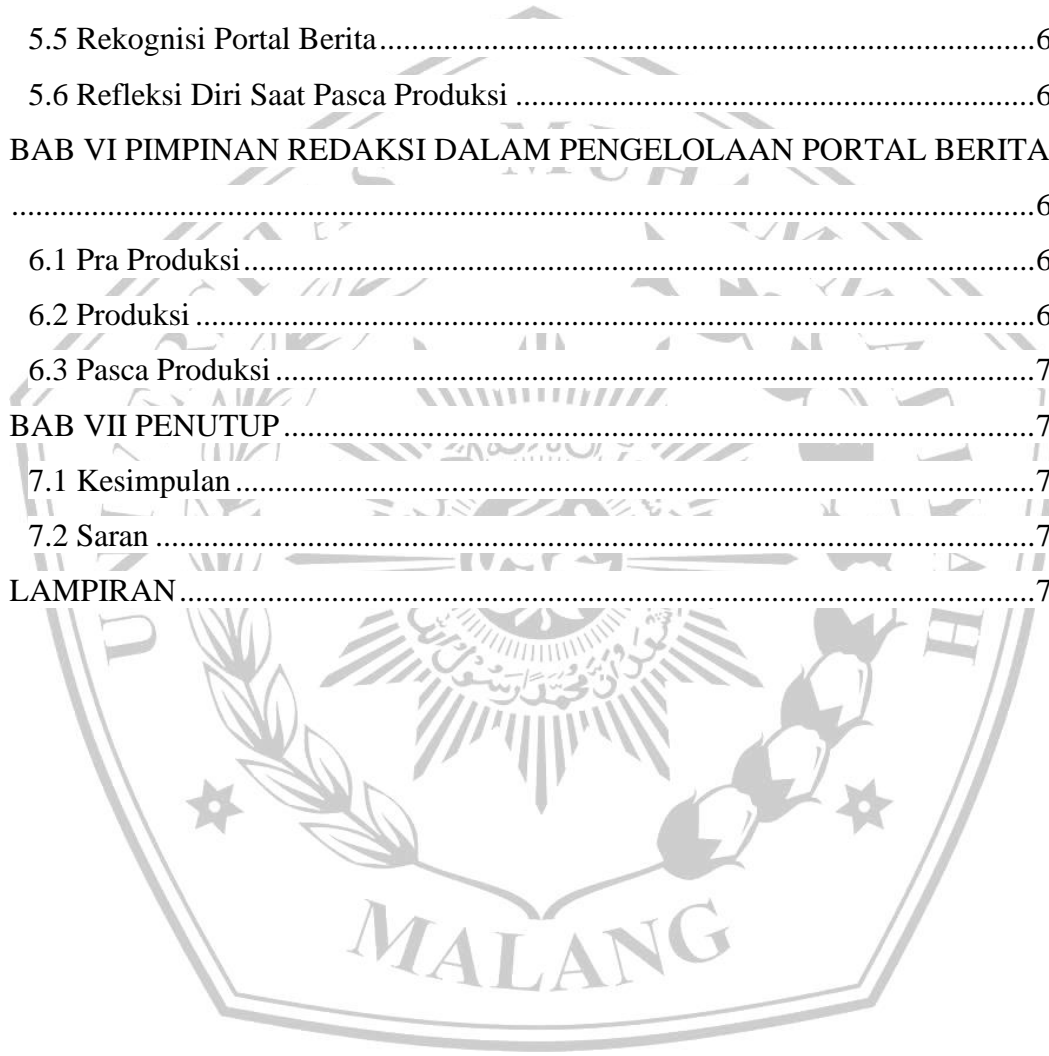 5.5 Rekognisi Portal Berita........................................................................................6
5.6 Refleksi Diri Saat Pasca Produksi......................................................................6
BAB VI PIMPINAN REDAKSI DALAM PENGELOLAAN PORTAL BERITA
....................................................................................................................................6
6.1 Pra Produksi.........................................................................................................6
6.2 Produksi...............................................................................................................6
6.3 Pasca Produksi.....................................................................................................7
BAB VII PENUTUP...................................................................................................7
7.1 Kesimpulan..........................................................................................................7
7.2 Saran....................................................................................................................7
LAMPIRAN................................................................................................................7
MALANG